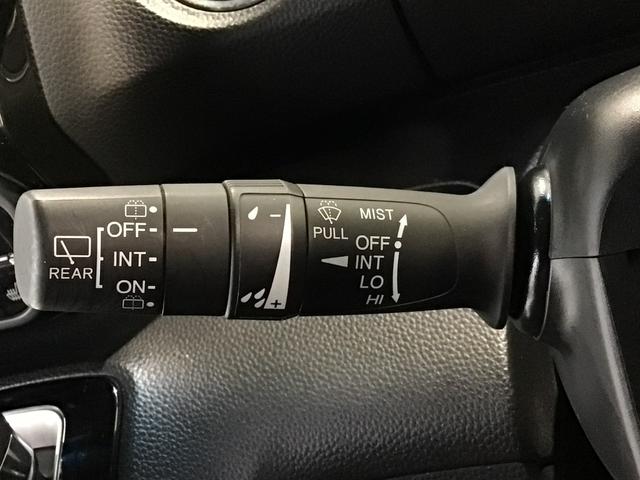 OFF
INT
ON
REAR
- 
+
PULL
MIST
OFF
INT
LO
HI